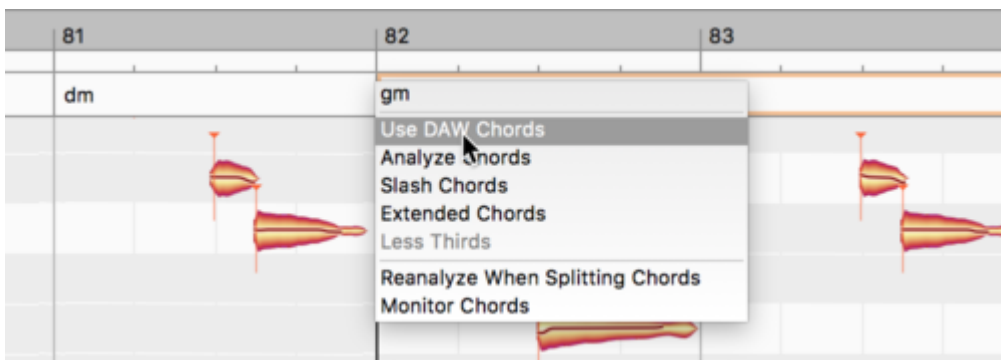 81
82
83
dm
gm
Use DAW Chords
Analyze Chords
Slash Chords
Extended Chords
Less Thirds
Reanalyze When Splitting Chords
Monitor Chords